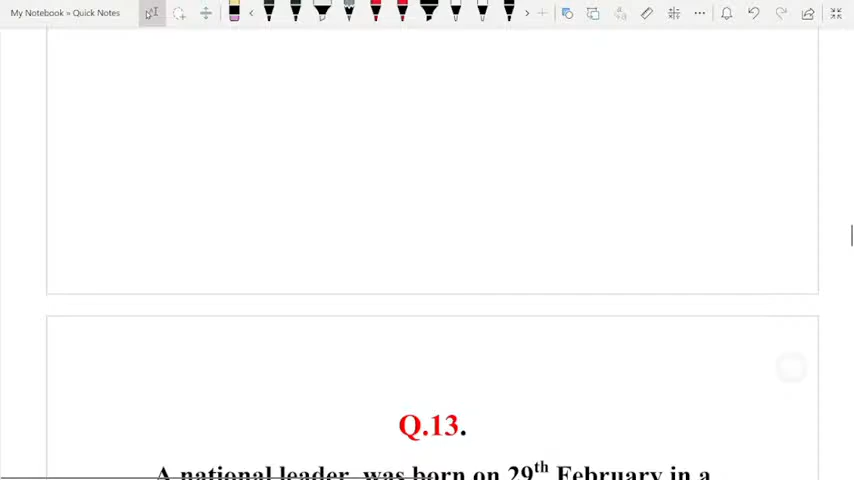 My Notebook » Quick Notes
Q.13.
A national leader, was born on 29th February in a